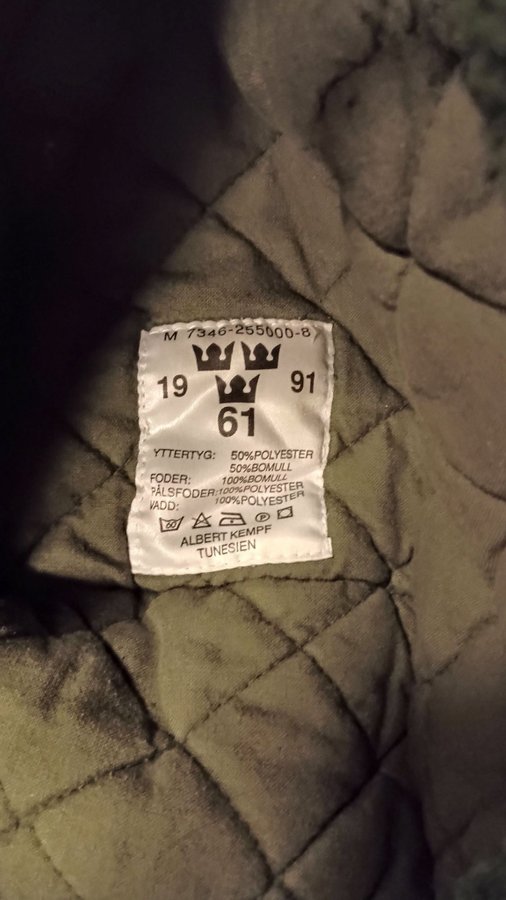 M 7346-255000-8
19 91
61
YTTERTYG: 50%POLYESTER
50%BOMULL
FODER: 100%BOMULL
PÄLSFODER: 100%POLYESTER
VADD: 100%POLYESTER
ALBERT KEMPF
TUNESIEN